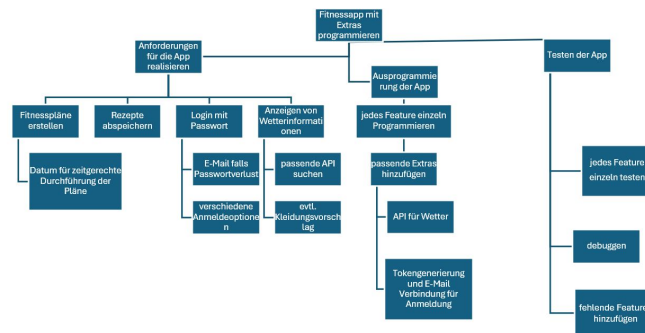 Fitnessapp mit
Extras
programmieren
Anforderungen
für die App
realisieren
Ausprogrammie
rung der App
Testen der App
Fitnesspläne
erstellen
Rezepte
abspeichern
Login mit
Passwort
Anzeigen von
Wetterinformati
onen
jedes Feature einzeln
Programmieren
Datum für zeitgerechte
Durchführung der
Pläne
E-Mail falls
Passwortverlust
passende API
suchen
passende Extras
hinzufügen
jedes Feature
einzeln testen
verschiedene
Anmeldeoptione
n
evtl.
Kleidungsvorsch
lag
API für Wetter
debuggen
Tokengenerierung
und E-Mail
Verbindung für
Anmeldung
fehlende Feature
hinzufügen